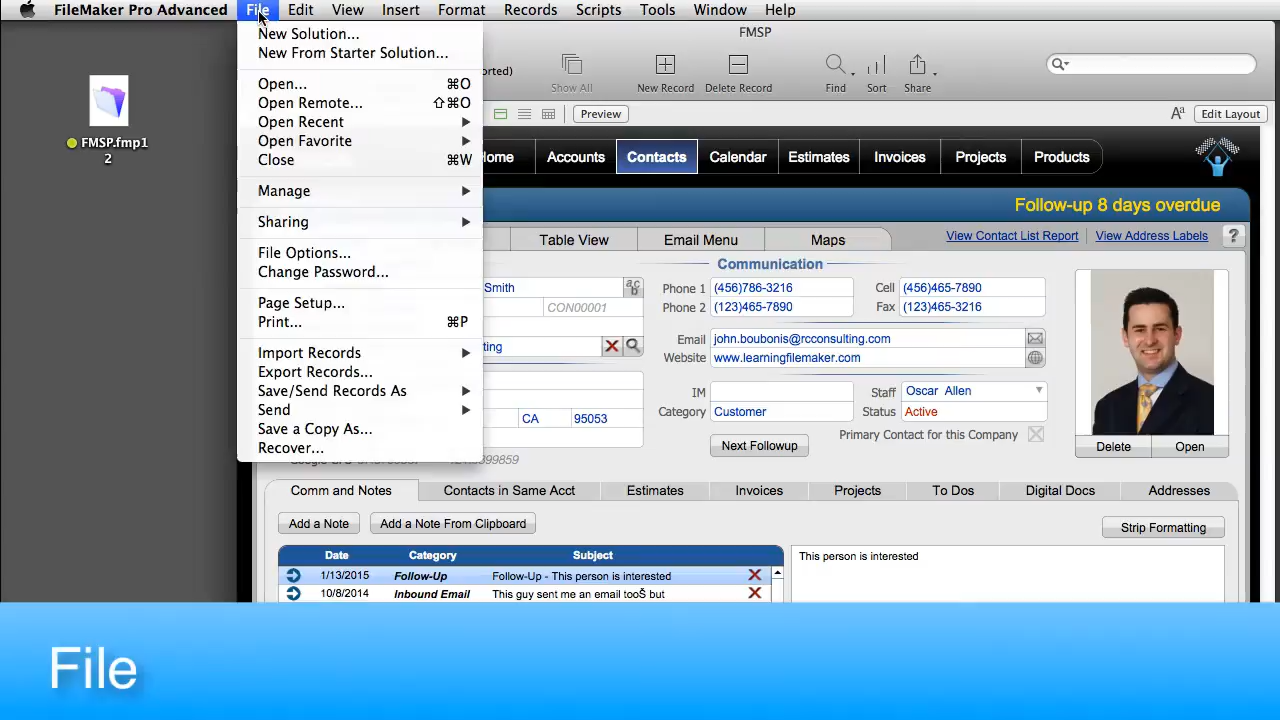 FileMaker Pro Advanced File Edit View Insert Format Records Scripts Tools Window Help
FMSP
New Solution...
New From Starter Solution...
Open... ⌘O
Open Remote... ⇧⌘O
Open Recent
Open Favorite
Close ⌘W
Manage
Sharing
File Options...
Change Password...
Page Setup...
Print... ⌘P
Import Records
Export Records...
Save/Send Records As
Send
Save a Copy As...
Recover...
FMSP.fmp1
2
orted)
Show All New Record Delete Record Find Sort Share
Preview Aa Edit Layout
Home Accounts Contacts Calendar Estimates Invoices Projects Products
Follow-up 8 days overdue
Table View Email Menu Maps View Contact List Report View Address Labels ?
Communication
Smith
CON00001
ting
CA 95053
Phone 1 (456)786-3216 Cell (456)465-7890
Phone 2 (123)465-7890 Fax (123)465-3216
Email john.boubonis@rcconsulting.com
Website www.learningfilemaker.com
IM Staff Oscar Allen
Category Customer Status Active
Next Followup Primary Contact for this Company
Delete Open
Comm and Notes Contacts in Same Acct Estimates Invoices Projects To Dos Digital Docs Addresses
Add a Note Add a Note From Clipboard Strip Formatting
Date Category Subject
1/13/2015 Follow-Up Follow-Up - This person is interested
10/8/2014 Inbound Email This guy sent me an email tooS but
This person is interested
File